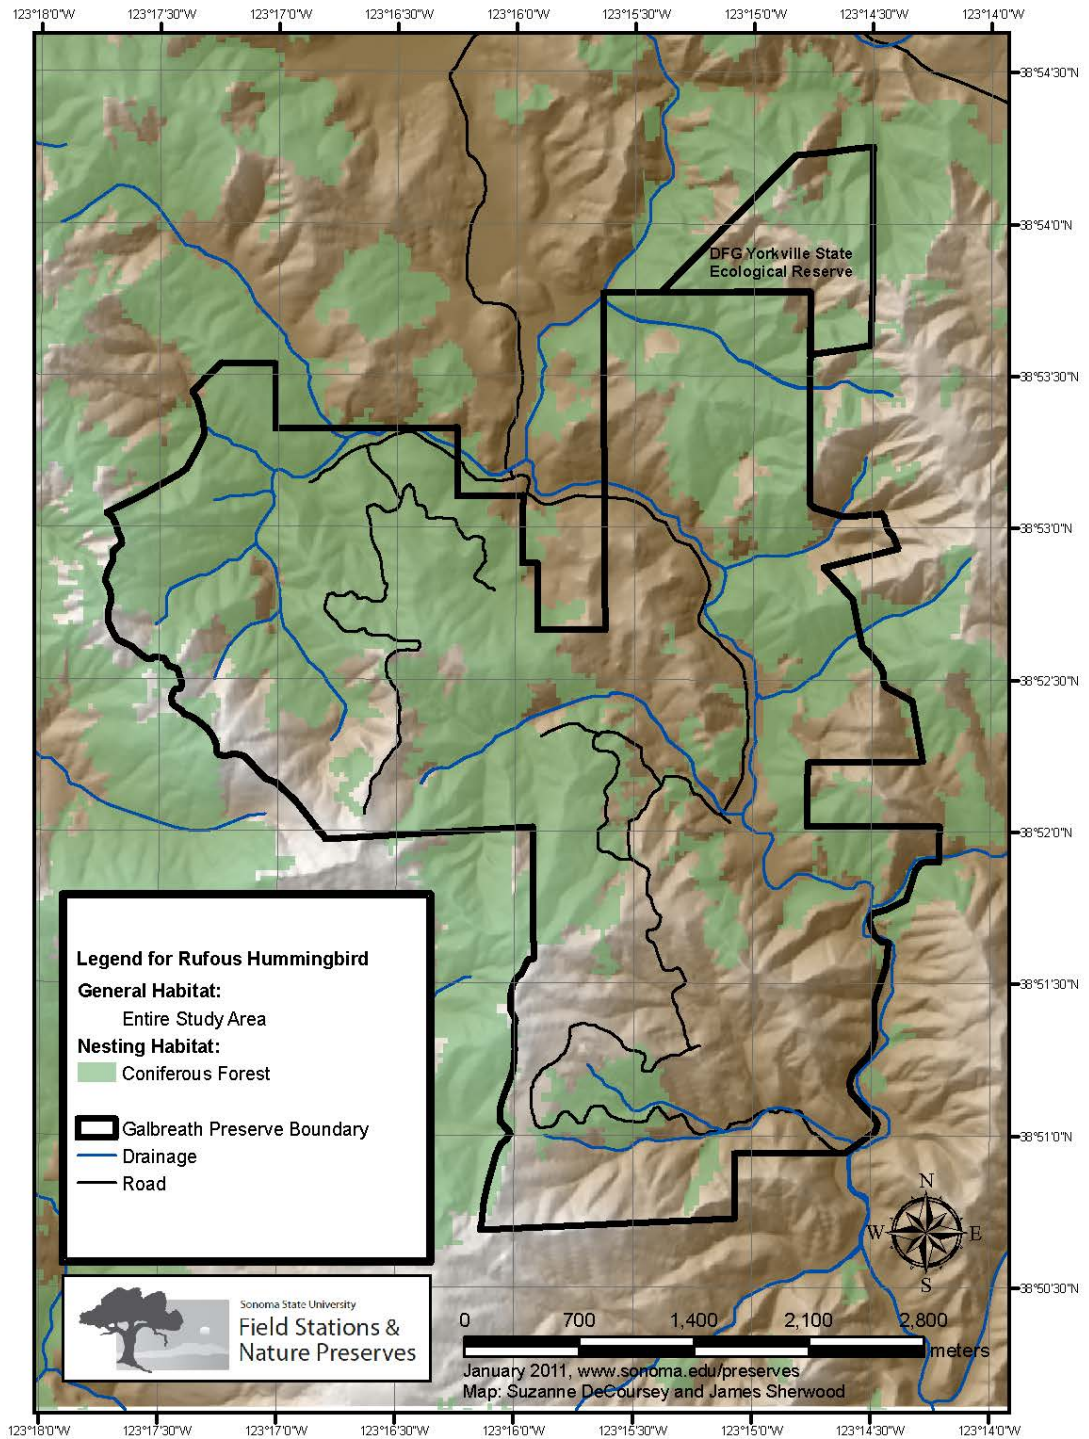 123°18'0"W 123°17'30"W 123°17'0"W 123°16'30"W 123°16'0"W 123°15'30"W 123°15'0"W 123°14'30"W 123°14'0"W
38°54'30"N
38°54'0"N
DFG Yorkville State
Ecological Reserve
38°53'30"N
38°53'0"N
38°52'30"N
38°52'0"N
Legend for Rufous Hummingbird
General Habitat:
Entire Study Area
Nesting Habitat:
Coniferous Forest
Galbreath Preserve Boundary
Drainage
Road
38°51'30"N
38°51'0"N
N
W E
S
38°50'30"N
Sonoma State University
Field Stations &
Nature Preserves
0 700 1,400 2,100 2,800
meters
January 2011, www.sonoma.edu/preserves
Map: Suzanne DeCoursey and James Sherwood
123°18'0"W 123°17'30"W 123°17'0"W 123°16'30"W 123°16'0"W 123°15'30"W 123°15'0"W 123°14'30"W 123°14'0"W